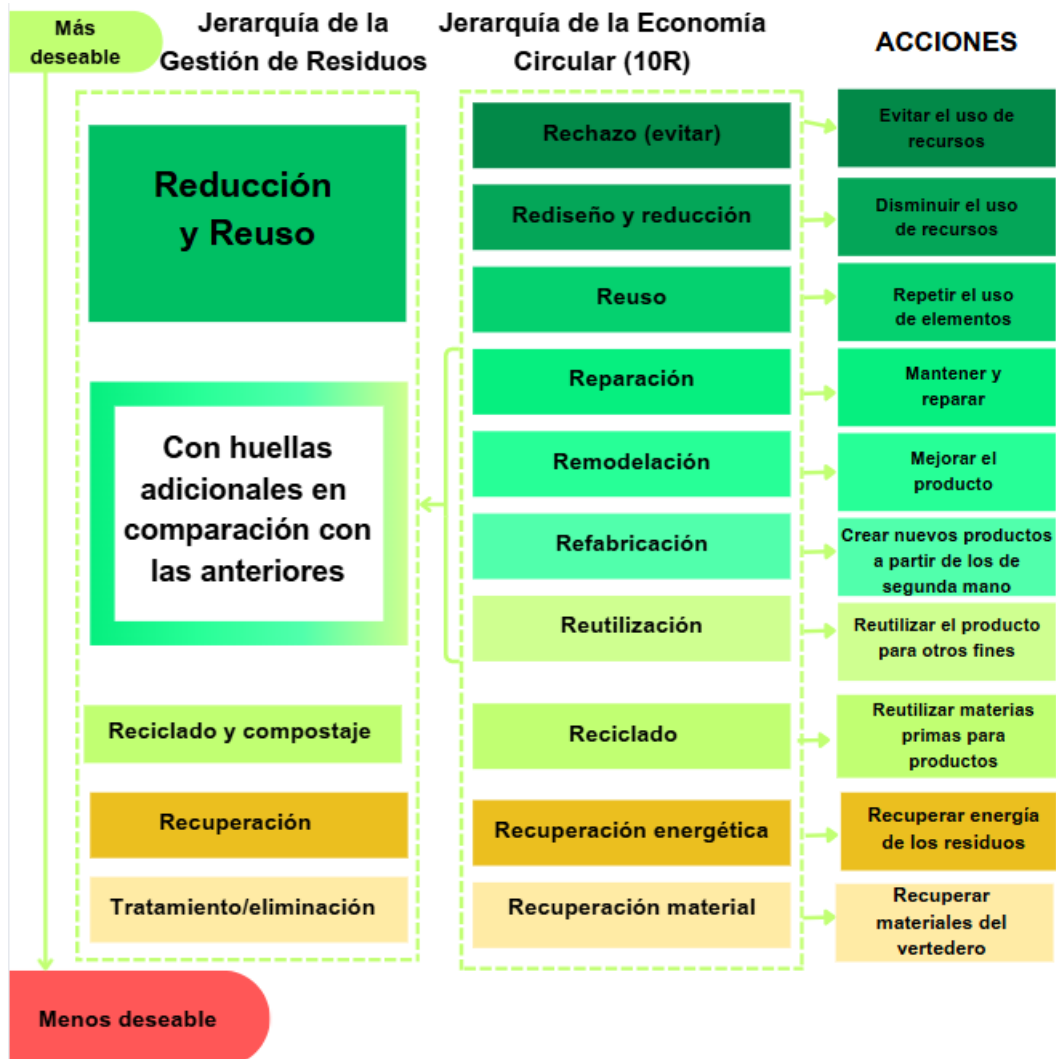 Más
deseable
Jerarquía de la
Gestión de Residuos
Jerarquía de la Economía
Circular (10R)
ACCIONES
Reducción
y Reuso
Con huellas
adicionales en
comparación con
las anteriores
Reciclado y compostaje
Recuperación
Tratamiento/eliminación
Rechazo (evitar)
Rediseño y reducción
Reuso
Reparación
Remodelación
Refabricación
Reutilización
Reciclado
Recuperación energética
Recuperación material
Evitar el uso de
recursos
Disminuir el uso
de recursos
Repetir el uso
de elementos
Mantener y
reparar
Mejorar el
producto
Crear nuevos productos
a partir de los de
segunda mano
Reutilizar el producto
para otros fines
Reutilizar materias
primas para
productos
Recuperar energía
de los residuos
Recuperar
materiales del
vertedero
Menos deseable